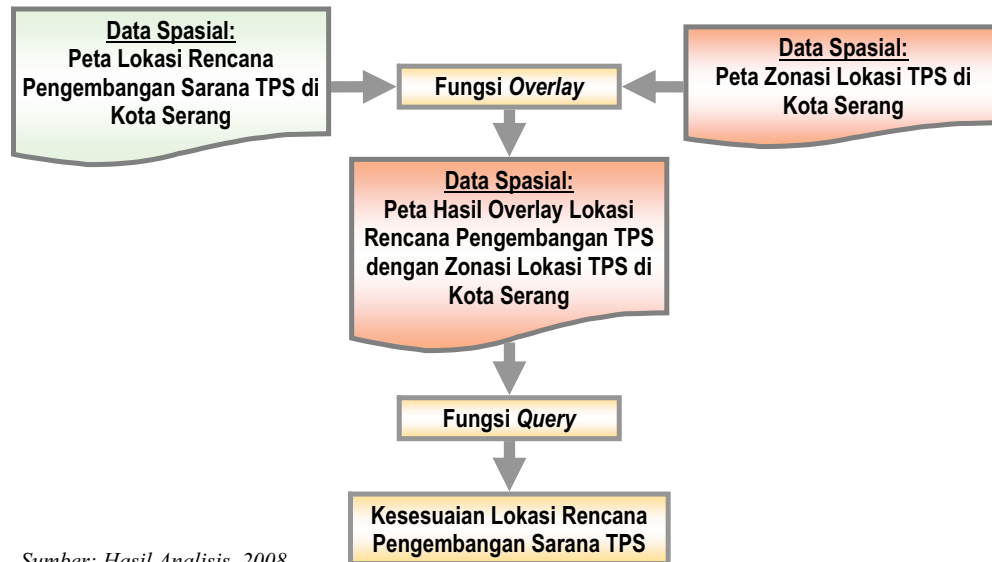 Data Spasial:
Peta Lokasi Rencana
Pengembangan Sarana TPS di
Kota Serang
Fungsi Overlay
Data Spasial:
Peta Zonasi Lokasi TPS di
Kota Serang
Data Spasial:
Peta Hasil Overlay Lokasi
Rencana Pengembangan TPS
dengan Zonasi Lokasi TPS di
Kota Serang
Fungsi Query
Kesesuaian Lokasi Rencana
Pengembangan Sarana TPS
Sumber: Hasil Analisis, 2008